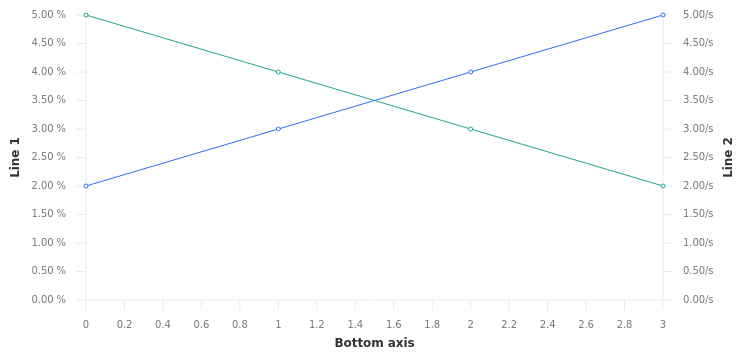 5.00 % 5.00/s
4.50 % 4.50/s
4.00 % 4.00/s
3.50 % 3.50/s
3.00 % 3.00/s
2.50 % 2.50/s
2.00 % 2.00/s
1.50 % 1.50/s
1.00 % 1.00/s
0.50 % 0.50/s
0.00 % 0.00/s
Line 1
Line 2
0 0.2 0.4 0.6 0.8 1 1.2 1.4 1.6 1.8 2 2.2 2.4 2.6 2.8 3
Bottom axis